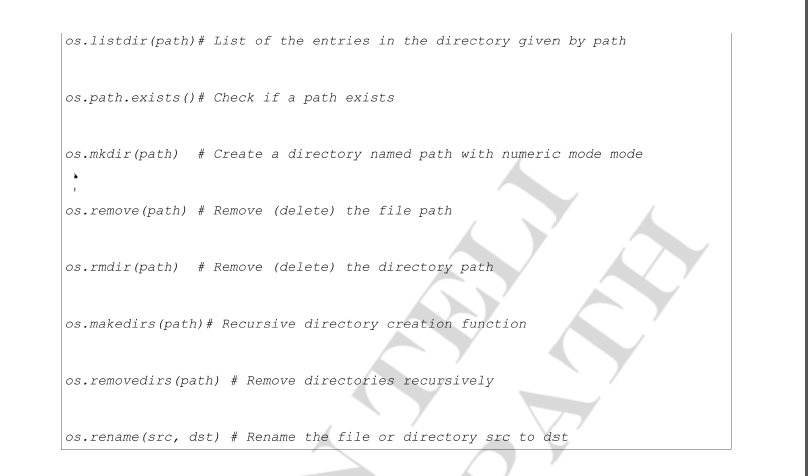 os.listdir(path)# List of the entries in the directory given by path
os.path.exists()# Check if a path exists
os.mkdir(path)  # Create a directory named path with numeric mode mode
os.remove(path) # Remove (delete) the file path
os.rmdir(path)  # Remove (delete) the directory path
os.makedirs(path)# Recursive directory creation function
os.removedirs(path) # Remove directories recursively
os.rename(src, dst) # Rename the file or directory src to dst
N TELI
PATH